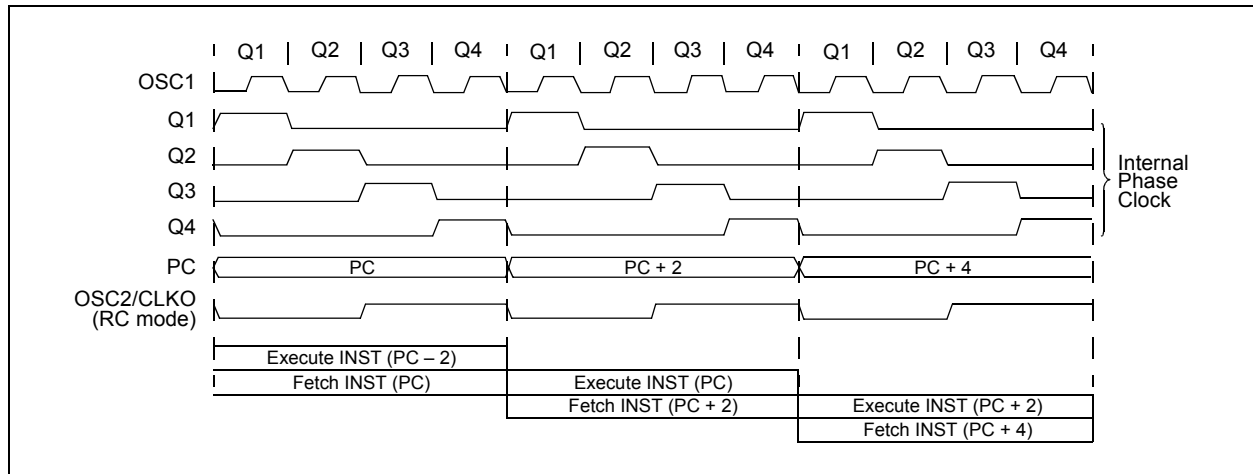 Q1 Q2 Q3 Q4 Q1 Q2 Q3 Q4 Q1 Q2 Q3 Q4
OSC1
Q1
Q2
Q3
Q4
Internal
Phase
Clock
PC PC PC + 2 PC + 4
OSC2/CLKO
(RC mode)
Execute INST (PC – 2)
Fetch INST (PC) Execute INST (PC)
Fetch INST (PC + 2) Execute INST (PC + 2)
Fetch INST (PC + 4)